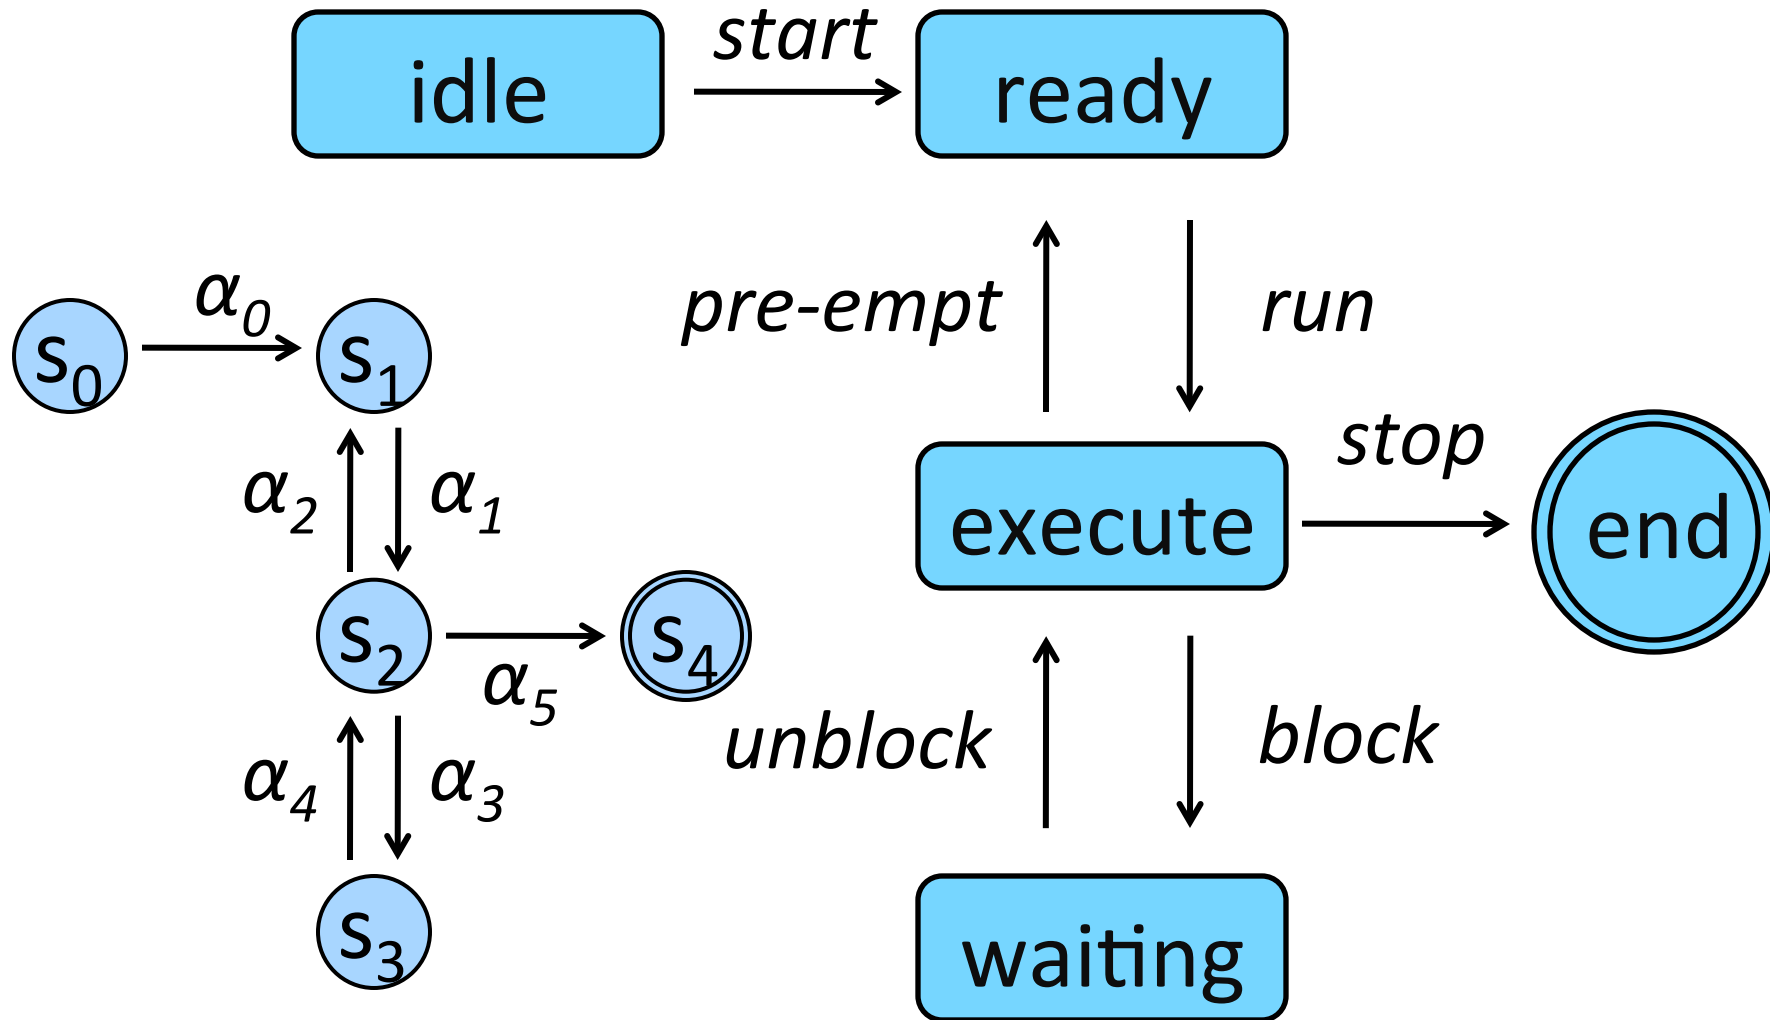 idle
start
ready
α0
s0
s1
pre-empt
run
α2
α1
stop
execute
end
s2
s4
α5
unblock
block
α4
α3
s3
waiting